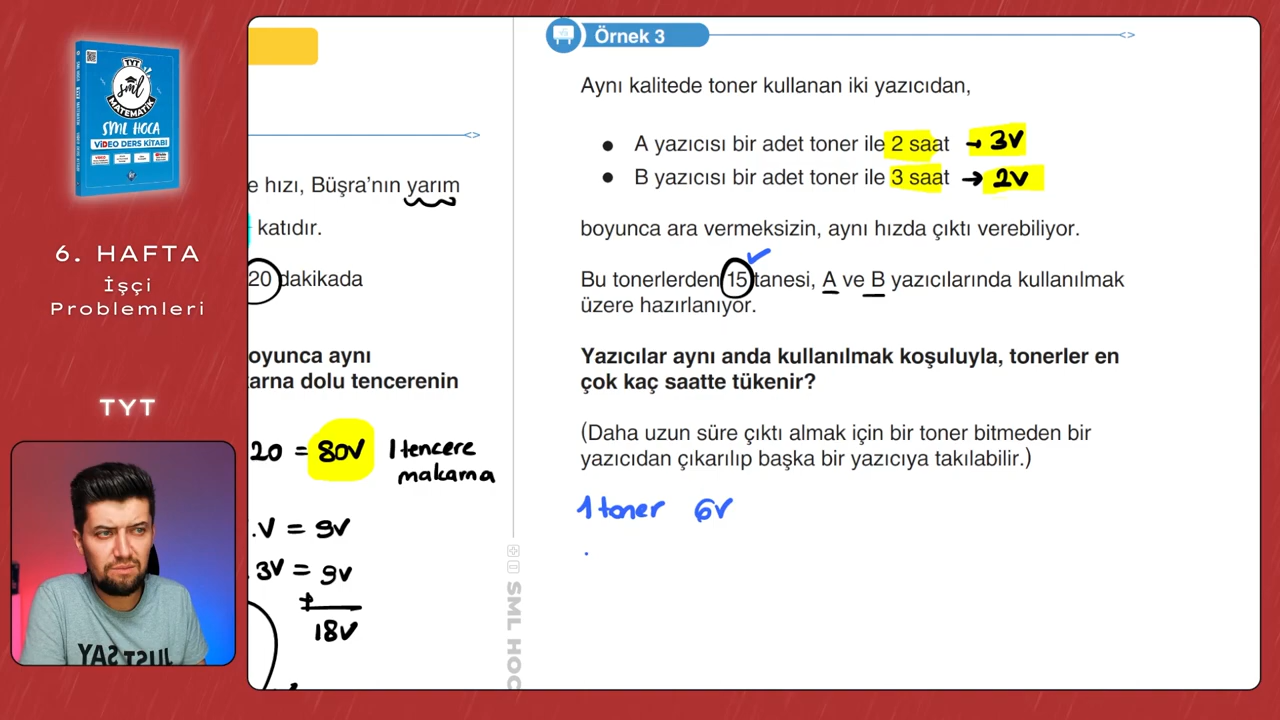 TYT
sml
MATEMATİK
SML HOCA
VİDEO DERS KİTABI
6. HAFTA
İşçi
Problemleri
TYT
JUST SAY
e hızı, Büşra’nın yarım
katıdır.
20 dakikada
oyunca aynı
arna dolu tencerenin
20 = 80V 1 tencere
makarna
.V = 9V
3V = 9V
+
18V
SML HOC
Örnek 3
Aynı kalitede toner kullanan iki yazıcıdan,
• A yazıcısı bir adet toner ile 2 saat → 3V
• B yazıcısı bir adet toner ile 3 saat → 2V
boyunca ara vermeksizin, aynı hızda çıktı verebiliyor.
Bu tonerlerden 15 tanesi, A ve B yazıcılarında kullanılmak
üzere hazırlanıyor.
Yazıcılar aynı anda kullanılmak koşuluyla, tonerler en
çok kaç saatte tükenir?
(Daha uzun süre çıktı almak için bir toner bitmeden bir
yazıcıdan çıkarılıp başka bir yazıcıya takılabilir.)
1 toner 6V